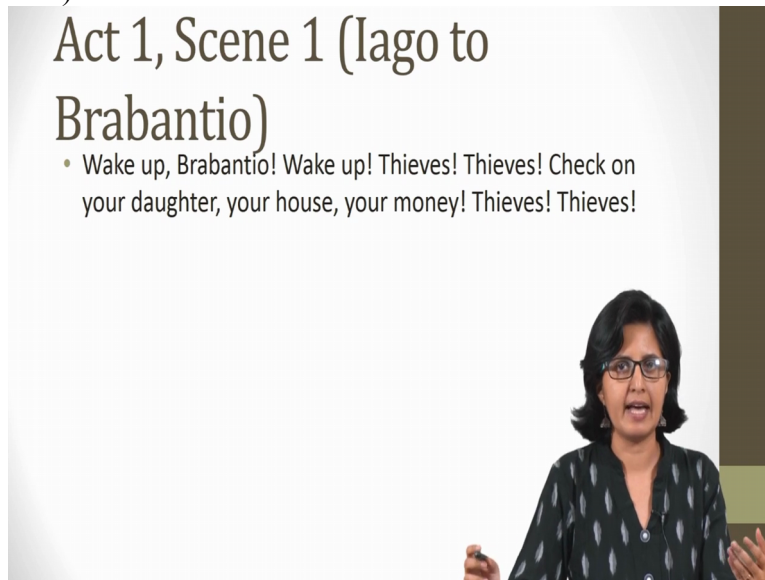 Act 1, Scene 1 (Iago to
Brabantio)
• Wake up, Brabantio! Wake up! Thieves! Thieves! Check on
your daughter, your house, your money! Thieves! Thieves!